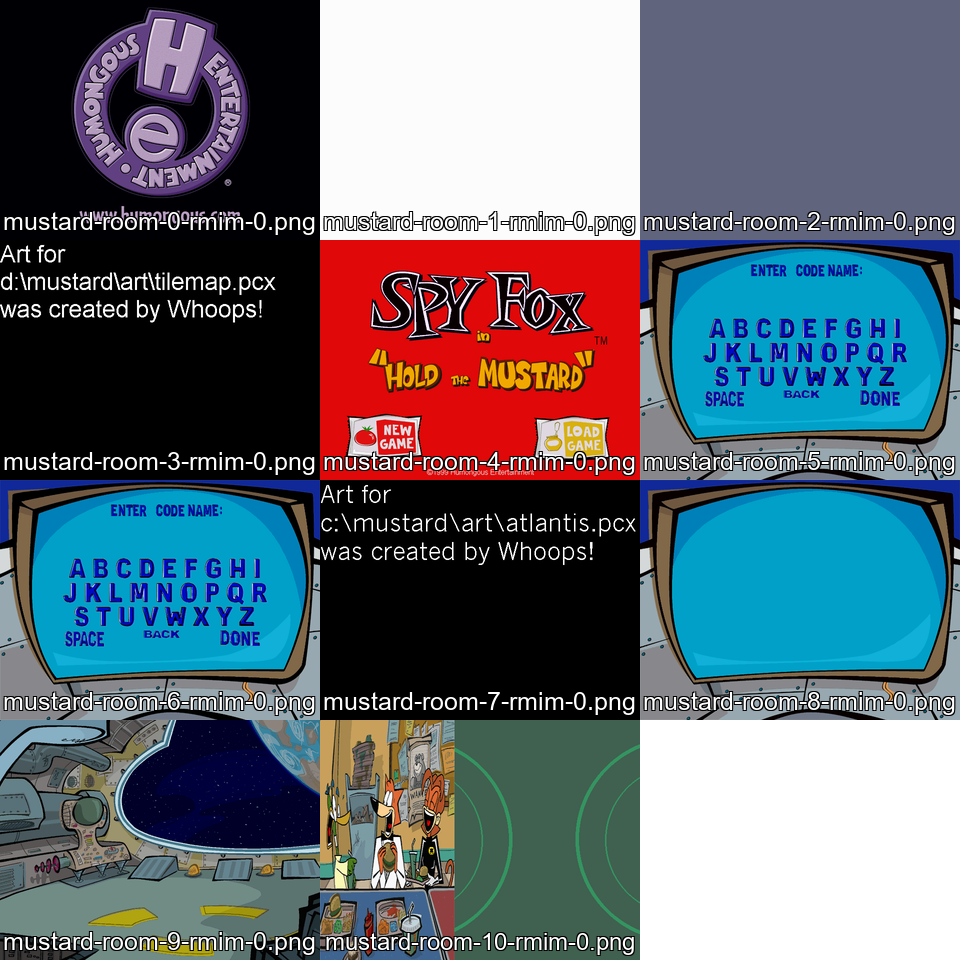 H
HUMONGOUS ENTERTAINMENT
e
®
www.humongous.com
mustard-room-0-rmim-0.png
mustard-room-1-rmim-0.png
mustard-room-2-rmim-0.png
Art for
d:\mustard\art\tilemap.pcx
was created by Whoops!
mustard-room-3-rmim-0.png
SPY FOX
in
TM
"HOLD THE MUSTARD"
NEW
GAME
LOAD
GAME
©1999 Humongous Entertainment
mustard-room-4-rmim-0.png
ENTER CODE NAME:
A B C D E F G H I
J K L M N O P Q R
S T U V W X Y Z
SPACE
BACK
DONE
mustard-room-5-rmim-0.png
ENTER CODE NAME:
A B C D E F G H I
J K L M N O P Q R
S T U V W X Y Z
SPACE
BACK
DONE
mustard-room-6-rmim-0.png
Art for
c:\mustard\art\atlantis.pcx
was created by Whoops!
mustard-room-7-rmim-0.png
mustard-room-8-rmim-0.png
mustard-room-9-rmim-0.png
mustard-room-10-rmim-0.png